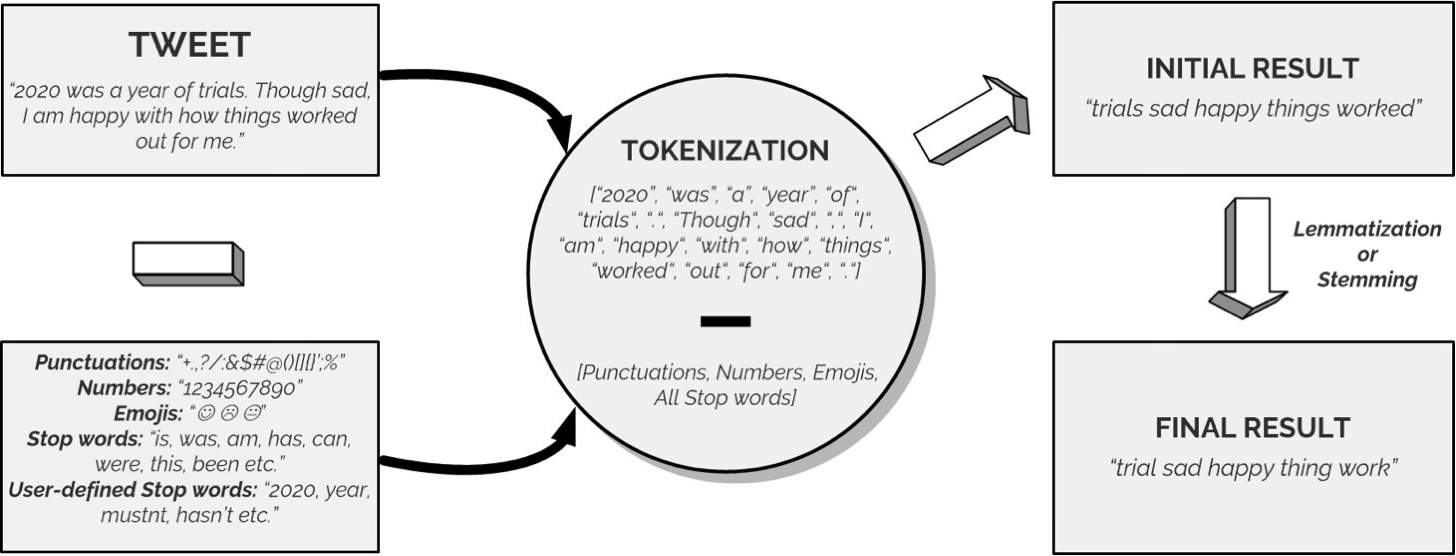 TWEET
“2020 was a year of trials. Though sad,
I am happy with how things worked
out for me.”
Punctuations: “+.,?/:&$#@()[]{}’;%”
Numbers: “1234567890”
Emojis: “☺ ☹ 😐”
Stop words: “is, was, am, has, can,
were, this, been etc.”
User-defined Stop words: “2020, year,
mustnt, hasn’t etc.”
TOKENIZATION
[“2020”, “was”, “a”, “year”, “of”,
“trials“, “.“, “Though“, “sad“, “,“, “I“,
“am“, “happy“, “with“, “how“, “things“,
“worked“, “out“, “for“, “me“, “.“]
[Punctuations, Numbers, Emojis,
All Stop words]
INITIAL RESULT
“trials sad happy things worked”
Lemmatization
or
Stemming
FINAL RESULT
“trial sad happy thing work”